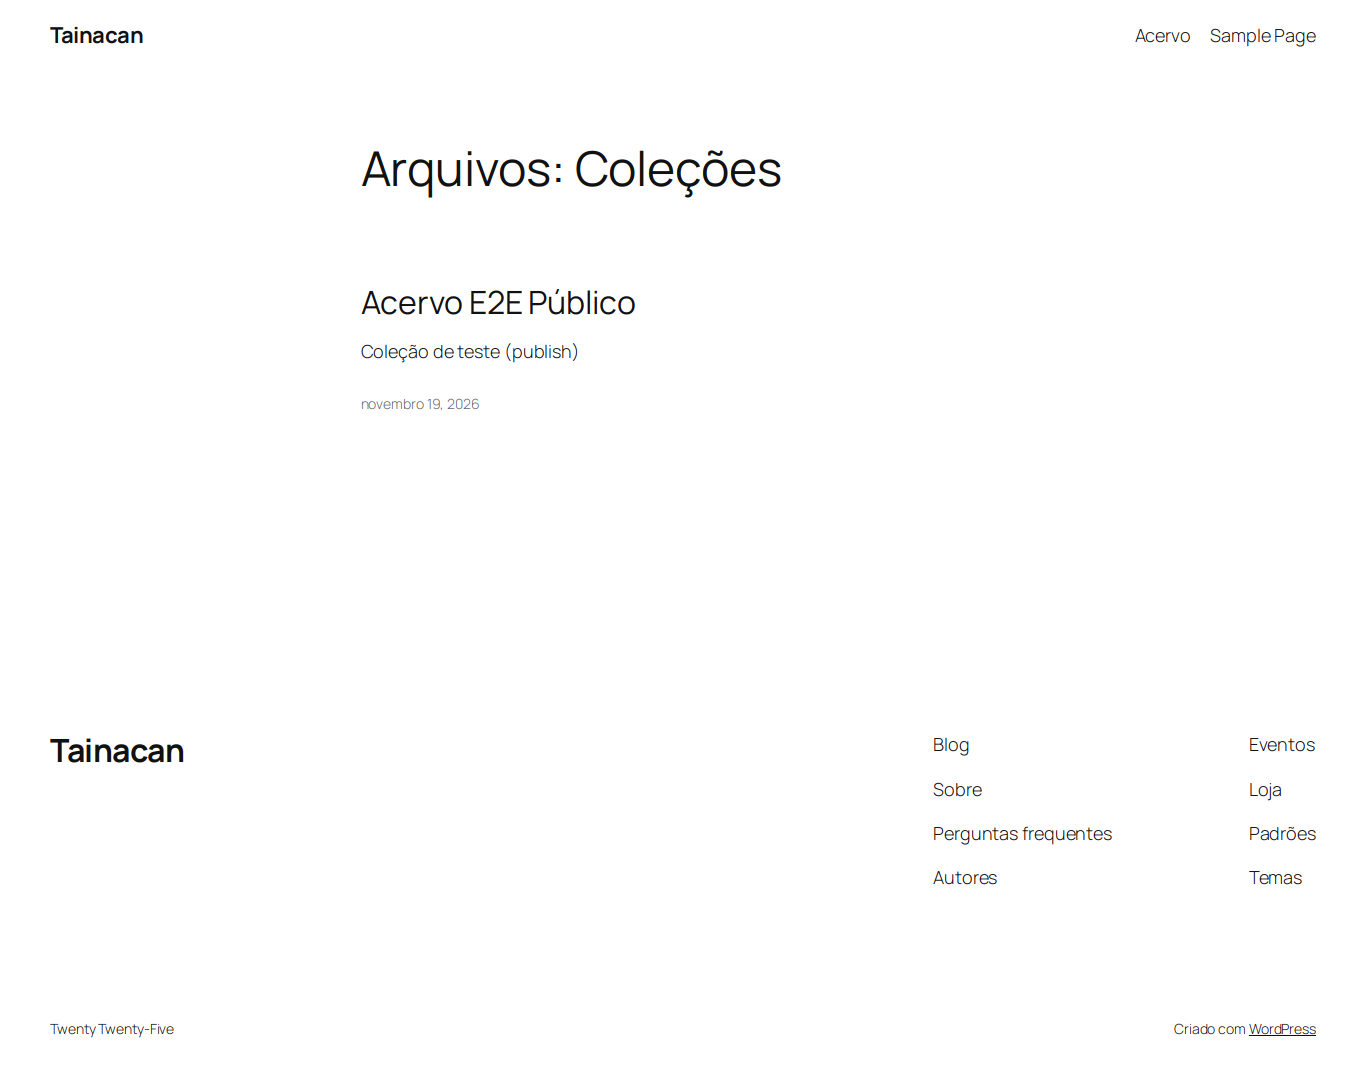 Tainacan
Acervo
Sample Page
Arquivos: Coleções
Acervo E2E Público
Coleção de teste (publish)
novembro 19, 2026
Tainacan
Blog
Sobre
Perguntas frequentes
Autores
Eventos
Loja
Padrões
Temas
Twenty Twenty-Five
Criado com WordPress